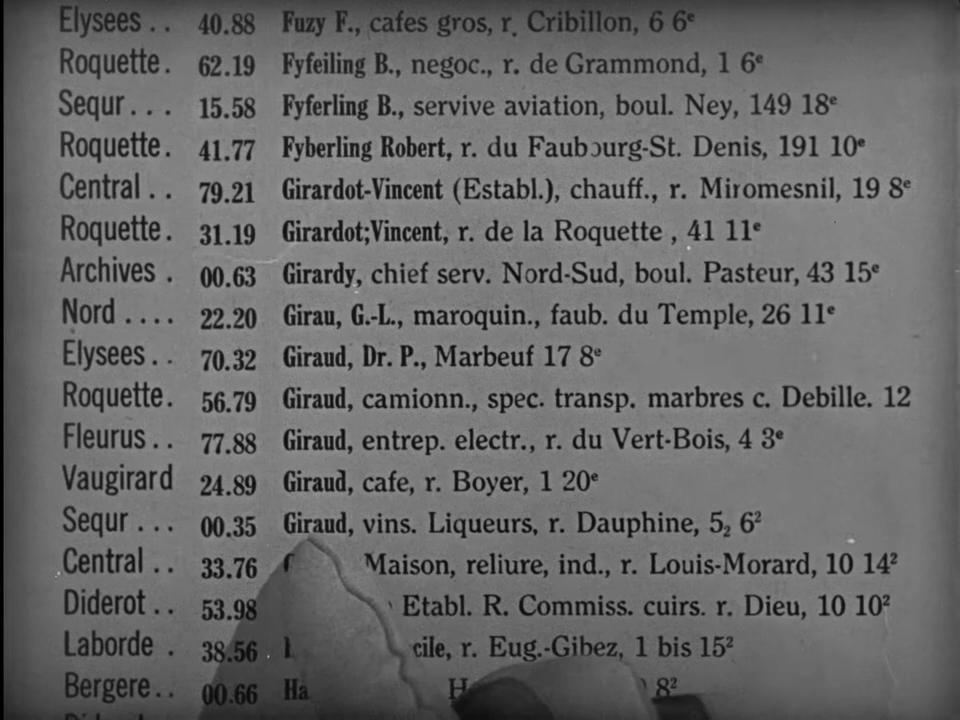 Elysees .. 40.88 Fuzy F., cafes gros, r. Cribillon, 6 6e
Roquette. 62.19 Fyfeiling B., negoc., r. de Grammond, 1 6e
Sequr ... 15.58 Fyferling B., servive aviation, boul. Ney, 149 18e
Roquette. 41.77 Fyberling Robert, r. du Faubourg-St. Denis, 191 10e
Central .. 79.21 Girardot-Vincent (Establ.), chauff., r. Miromesnil, 19 8e
Roquette. 31.19 Girardot;Vincent, r. de la Roquette , 41 11e
Archives . 00.63 Girardy, chief serv. Nord-Sud, boul. Pasteur, 43 15e
Nord .... 22.20 Girau, G.-L., maroquin., faub. du Temple, 26 11e
Elysees .. 70.32 Giraud, Dr. P., Marbeuf 17 8e
Roquette. 56.79 Giraud, camionn., spec. transp. marbres c. Debille. 12
Fleurus .. 77.88 Giraud, entrep. electr., r. du Vert-Bois, 4 3e
Vaugirard 24.89 Giraud, cafe, r. Boyer, 1 20e
Sequr ... 00.35 Giraud, vins. Liqueurs, r. Dauphine, 5₂ 6²
Central .. 33.76 Maison, reliure, ind., r. Louis-Morard, 10 14²
Diderot .. 53.98 Etabl. R. Commiss. cuirs. r. Dieu, 10 10²
Laborde . 38.56 cile, r. Eug.-Gibez, 1 bis 15²
Bergere .. 00.66 Ha 8²